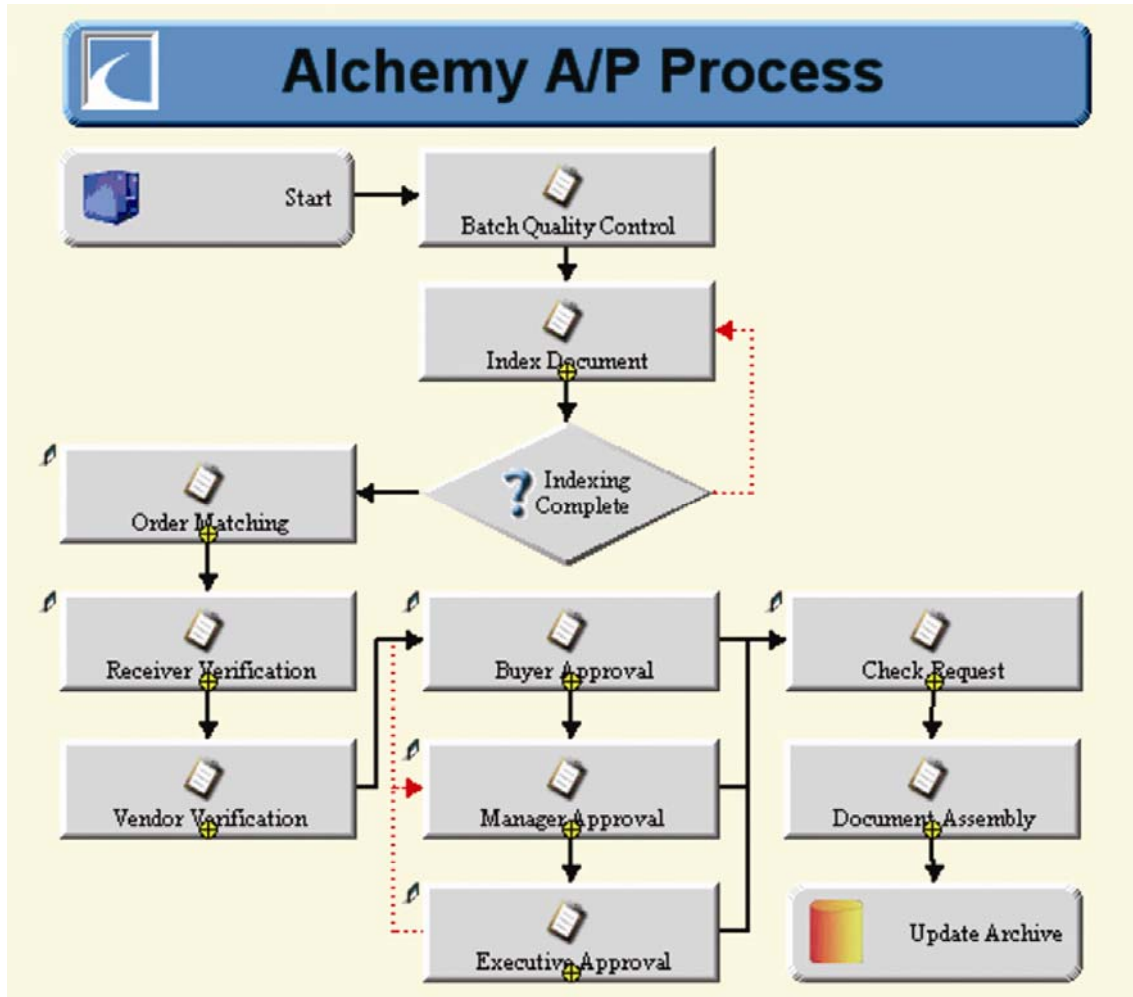 Alchemy A/P Process
Start
Batch Quality Control
Index Document
Indexing
Complete
Order Matching
Receiver Verification
Buyer Approval
Check Request
Vendor Verification
Manager Approval
Document Assembly
Executive Approval
Update Archive